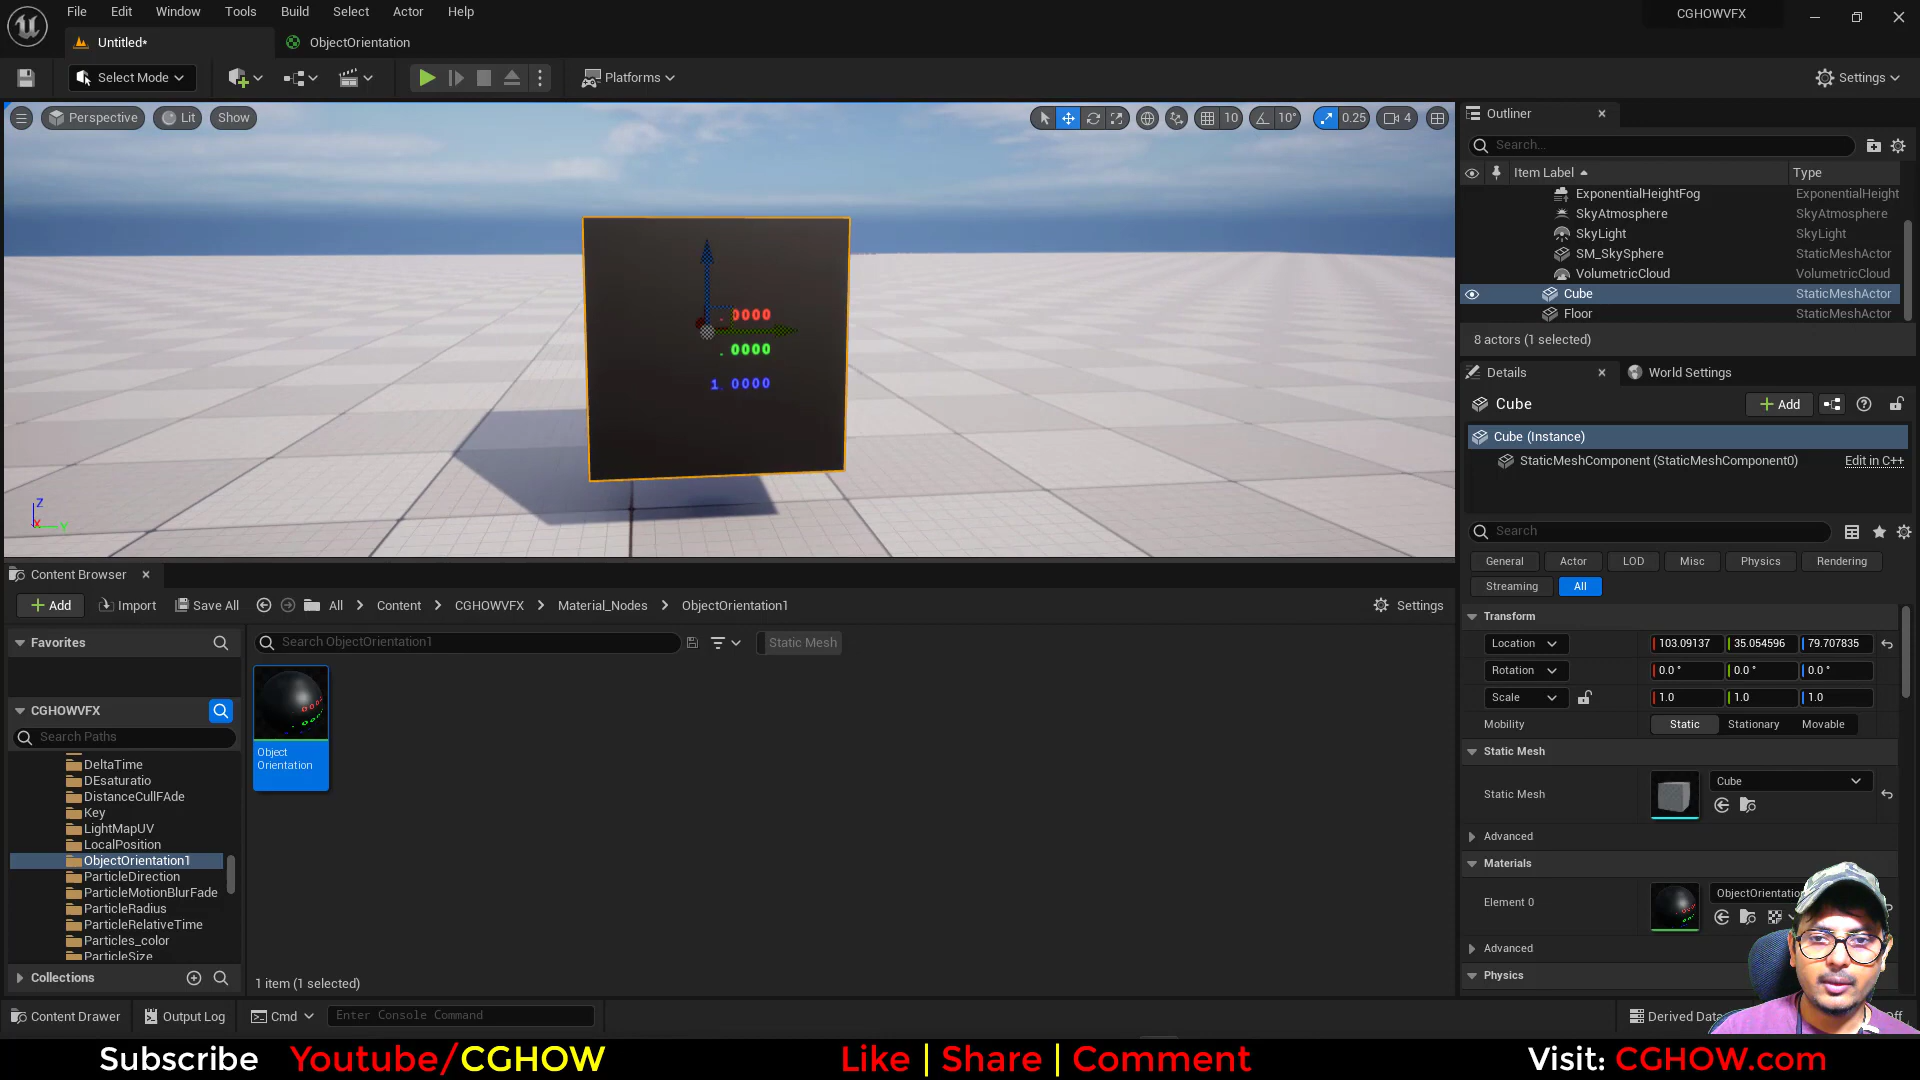 File Edit Window Tools Build Select Actor Help
CGHOWVFX
Untitled*
ObjectOrientation
Select Mode
Platforms
Settings
Perspective
Lit
Show
10
10°
0.25
4
.0000
.0000
1.0000
Z
X
Y
Outliner
Search...
Item Label
Type
ExponentialHeightFog ExponentialHeight
SkyAtmosphere SkyAtmosphere
SkyLight SkyLight
SM_SkySphere StaticMeshActor
VolumetricCloud VolumetricCloud
Cube StaticMeshActor
Floor StaticMeshActor
8 actors (1 selected)
Details
World Settings
Cube
Add
Cube (Instance)
StaticMeshComponent (StaticMeshComponent0) Edit in C++
Search
General Actor LOD Misc Physics Rendering
Streaming All
Transform
Location 103.09137 35.054596 79.707835
Rotation 0.0 ° 0.0 ° 0.0 °
Scale 1.0 1.0 1.0
Mobility Static Stationary Movable
Static Mesh
Static Mesh Cube
Advanced
Materials
Element 0 ObjectOrientatio
Advanced
Physics
Content Browser
Add Import Save All All Content CGHOWVFX Material_Nodes ObjectOrientation1 Settings
Favorites
Search ObjectOrientation1
Static Mesh
CGHOWVFX
Search Paths
DeltaTime
DEsaturatio
DistanceCullFAde
Key
LightMapUV
LocalPosition
ObjectOrientation1
ParticleDirection
ParticleMotionBlurFade
ParticleRadius
ParticleRelativeTime
Particles_color
ParticleSize
Collections
Object
Orientation
1 item (1 selected)
Content Drawer Output Log Cmd Enter Console Command Derived Data Off
Subscribe Youtube/CGHOW Like | Share | Comment Visit: CGHOW.com